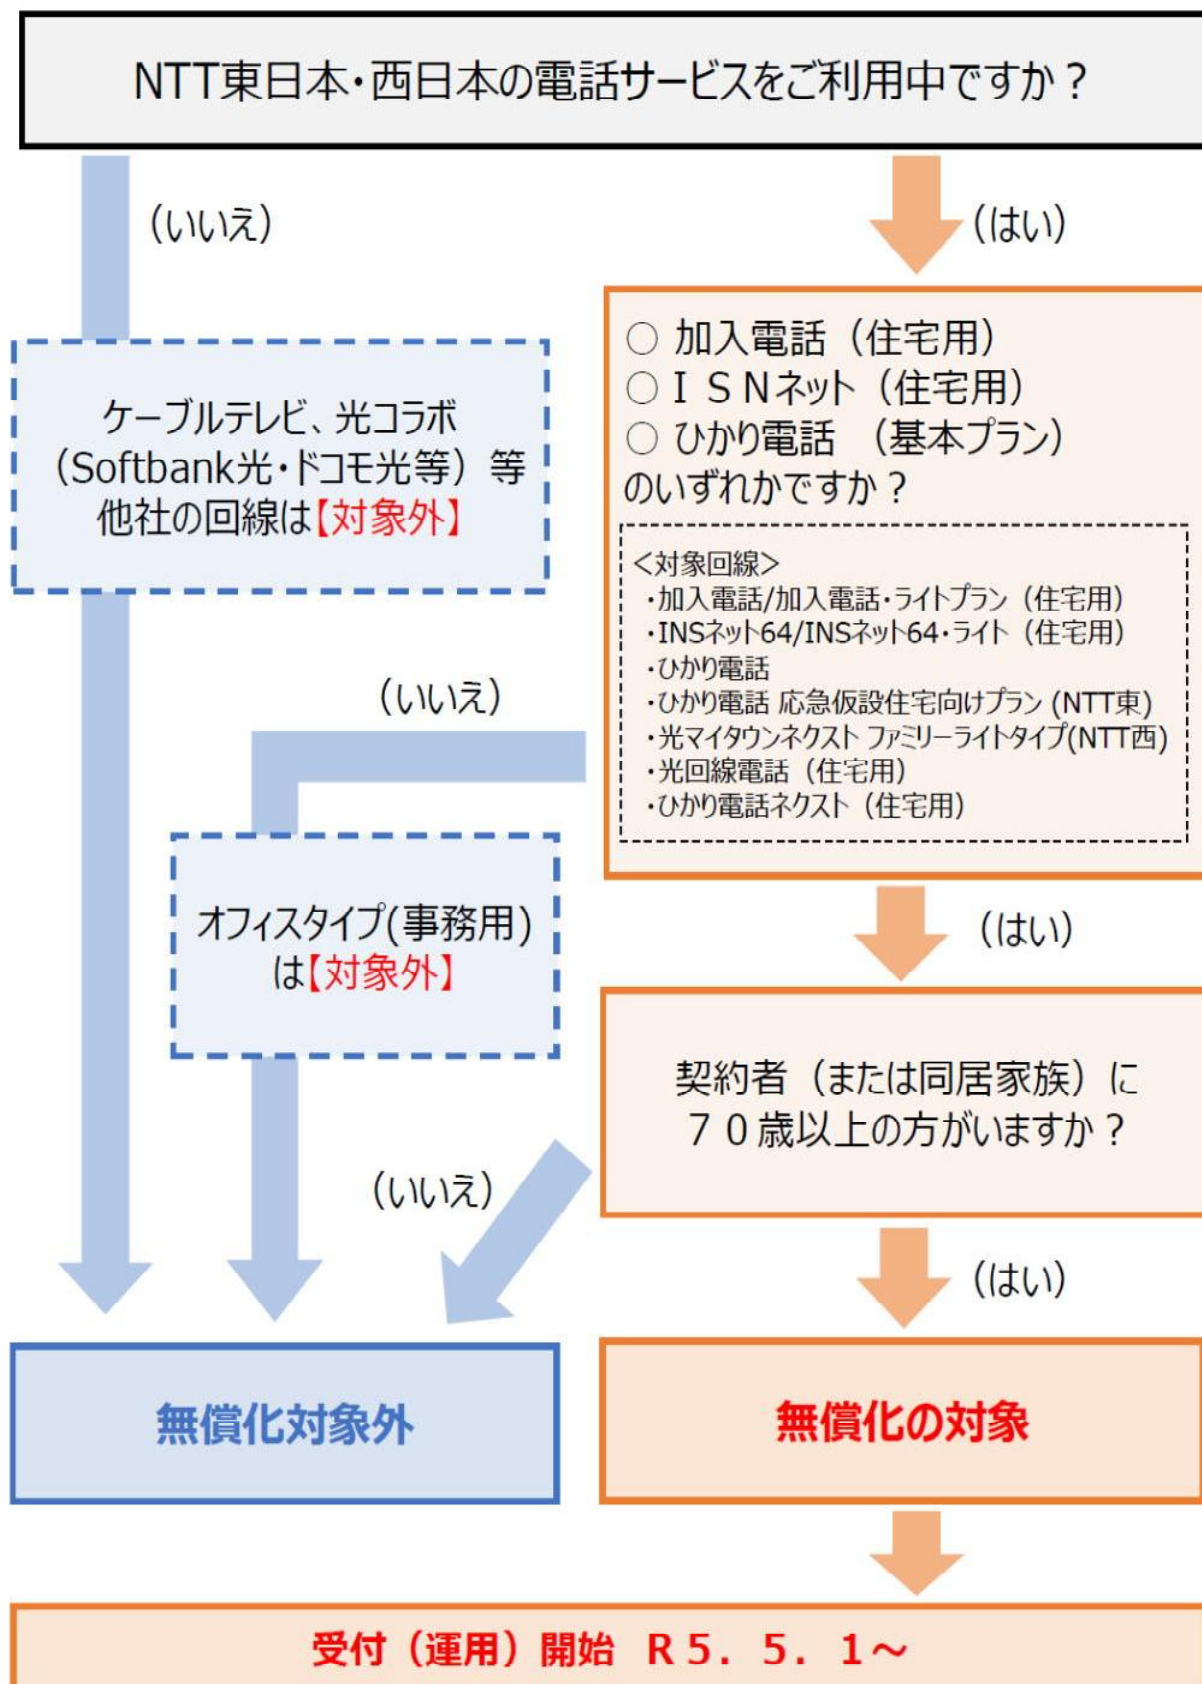 NTT東日本・西日本の電話サービスをご利用中ですか？
（いいえ）
（はい）
ケーブルテレビ、光コラボ
（Softbank光・ドコモ光等）等
他社の回線は【対象外】
○ 加入電話（住宅用）
○ ＩＳＮネット（住宅用）
○ ひかり電話　（基本プラン）
のいずれかですか？
＜対象回線＞
・加入電話/加入電話・ライトプラン（住宅用）
・INSネット64/INSネット64・ライト（住宅用）
・ひかり電話
・ひかり電話 応急仮設住宅向けプラン (NTT東)
・光マイタウンネクスト ファミリーライトタイプ(NTT西)
・光回線電話（住宅用）
・ひかり電話ネクスト（住宅用）
（いいえ）
オフィスタイプ(事務用)
は【対象外】
（はい）
契約者（または同居家族）に
７０歳以上の方がいますか？
（いいえ）
（はい）
無償化対象外
無償化の対象
受付（運用）開始　Ｒ５．５．１～